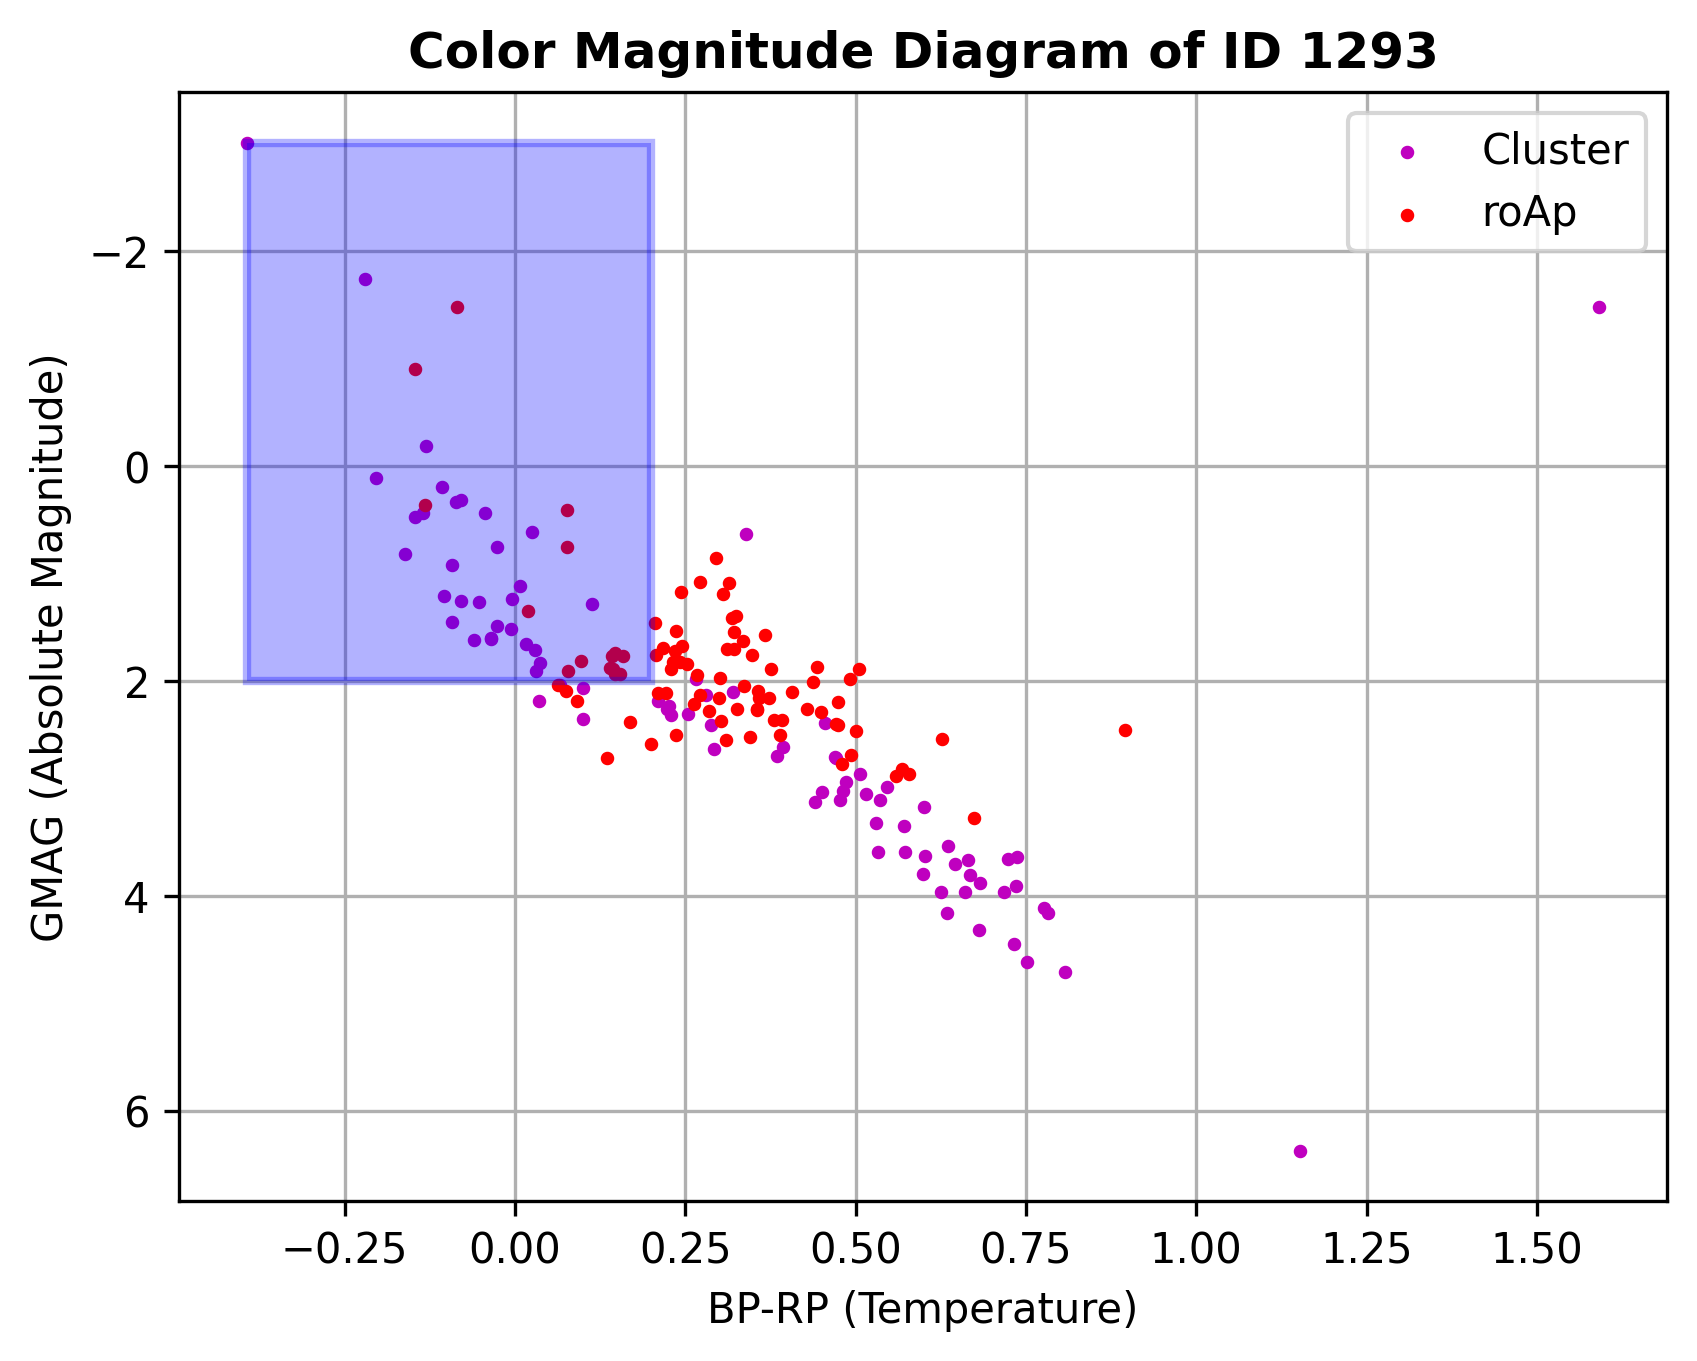 Color Magnitude Diagram of ID 1293
Cluster
roAp
GMAG (Absolute Magnitude)
−2
0
2
4
6
−0.25 0.00 0.25 0.50 0.75 1.00 1.25 1.50
BP-RP (Temperature)